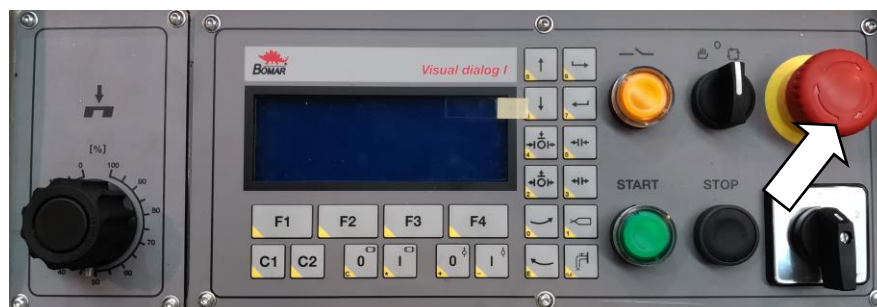 BOMAR
Visual dialog I
[%]
0
100
90
80
70
60
50
40
START
STOP
F1
F2
F3
F4
C1
C2
0
I
0
I